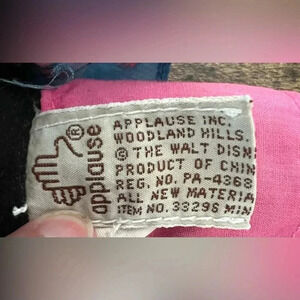 ® applause
APPLAUSE INC.
WOODLAND HILLS,
© THE WALT DISN
PRODUCT OF CHIN
REG. NO. PA-4368
ALL NEW MATERIA
ITEM NO. 33296 MIN